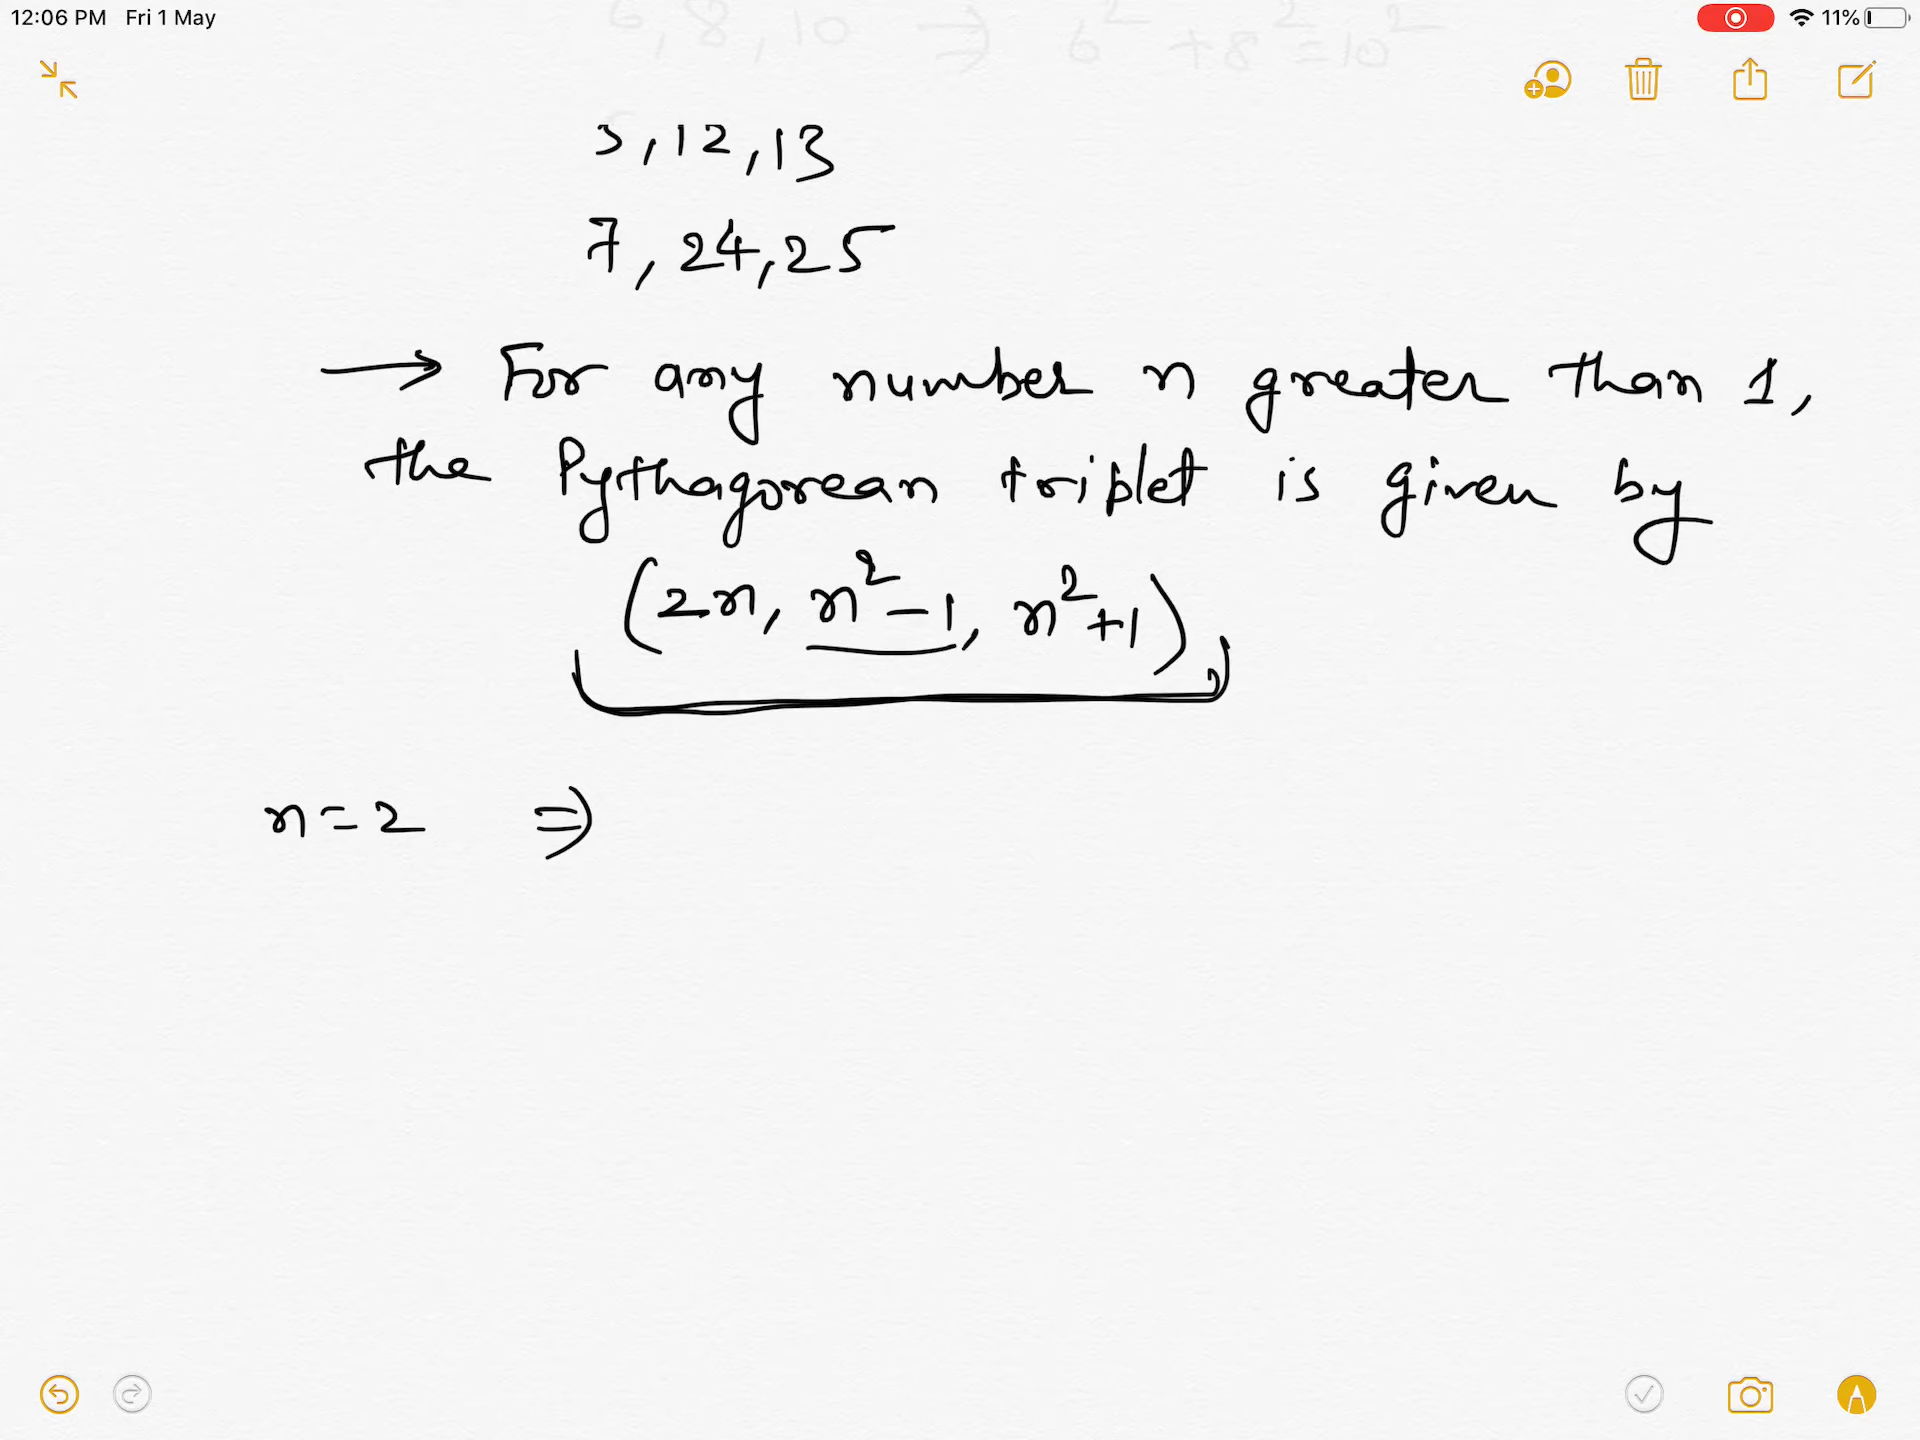 12:06 PM Fri 1 May 11%
6, 8, 10 ⇒ 6² + 8² = 10²
5, 12, 13
7, 24, 25
→ For any number n greater than 1,
the Pythagorean triplet is given by
(2n, n²-1, n²+1)
n=2 ⇒